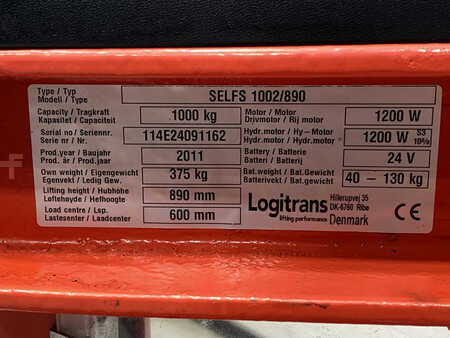 Type / Typ
Modell / Type
SELFS 1002/890
Capacity / Tragkraft
Kapasitet / Capaciteit
1000 kg
Motor / Motor
Drivmotor / Rij motor
1200 W
Serial no / Seriennr.
Serie nr / Nr.
114E24091162
Hydr.motor / Hy-Motor
Hydr.motor / Hydr.motor
1200 W S3
10%
Prod.year / Baujahr
Prod. år / Prod. jaar
2011
Battery / Batterie
Batteri / Batterij
24 V
Own weight / Eigengewicht
Egenvekt / Ledig Gew.
375 kg
Bat.weight / Bat.Gewicht
Batterivekt / Bat.gewicht
40 – 130 kg
Lifting height / Hubhöhe
Løftehøyde / Hefhoogte
890 mm
Load centre / Lsp.
Lastesenter / Laadcenter
600 mm
Logitrans
lifting performance
Hillerupvej 35
DK-6760 Ribe
Denmark
CE